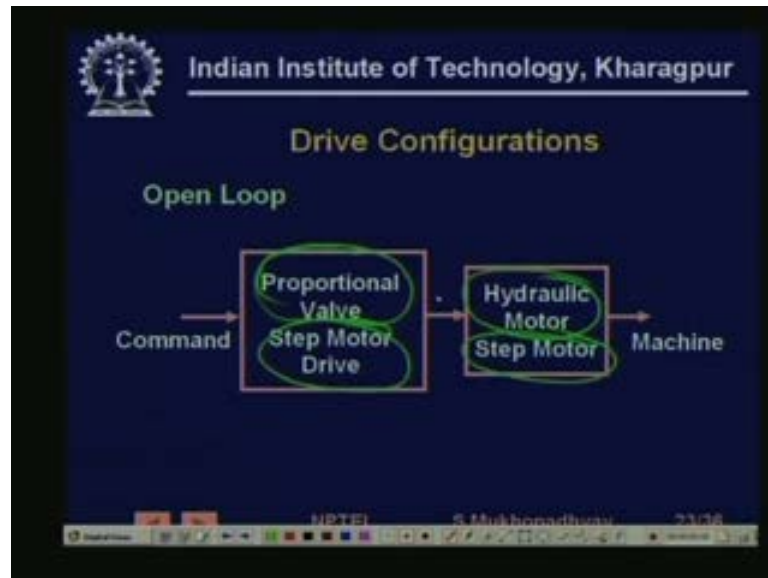 Indian Institute of Technology, Kharagpur
Drive Configurations
Open Loop
Command
Proportional
Valve
Step Motor
Drive
Hydraulic
Motor
Step Motor
Machine
NPTEL S.Mukhopadhyay 23/36